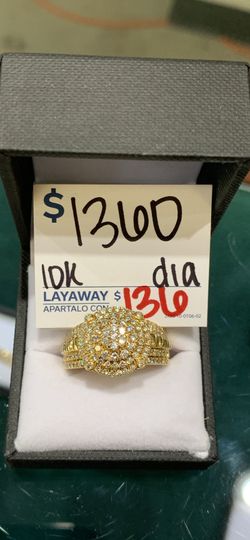 $1360
10K dia
LAYAWAY $136
APARTALO CON